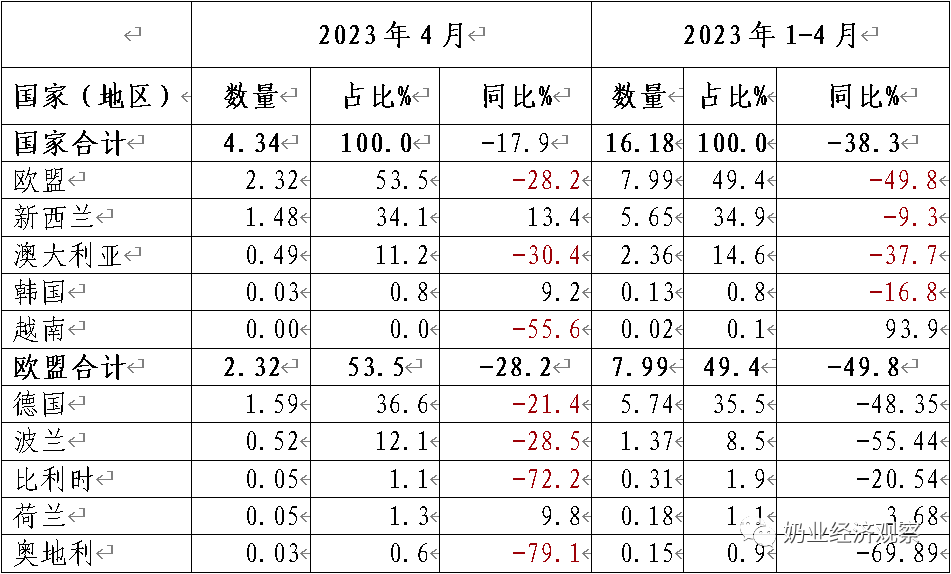 2023年4月 2023年1-4月
国家（地区） 数量 占比% 同比% 数量 占比% 同比%
国家合计 4.34 100.0 -17.9 16.18 100.0 -38.3
欧盟 2.32 53.5 -28.2 7.99 49.4 -49.8
新西兰 1.48 34.1 13.4 5.65 34.9 -9.3
澳大利亚 0.49 11.2 -30.4 2.36 14.6 -37.7
韩国 0.03 0.8 9.2 0.13 0.8 -16.8
越南 0.00 0.0 -55.6 0.02 0.1 93.9
欧盟合计 2.32 53.5 -28.2 7.99 49.4 -49.8
德国 1.59 36.6 -21.4 5.74 35.5 -48.35
波兰 0.52 12.1 -28.5 1.37 8.5 -55.44
比利时 0.05 1.1 -72.2 0.31 1.9 -20.54
荷兰 0.05 1.3 9.8 0.18 1.1 3.68
奥地利 0.03 0.6 -79.1 0.15 0.9 -69.89
奶业经济观察